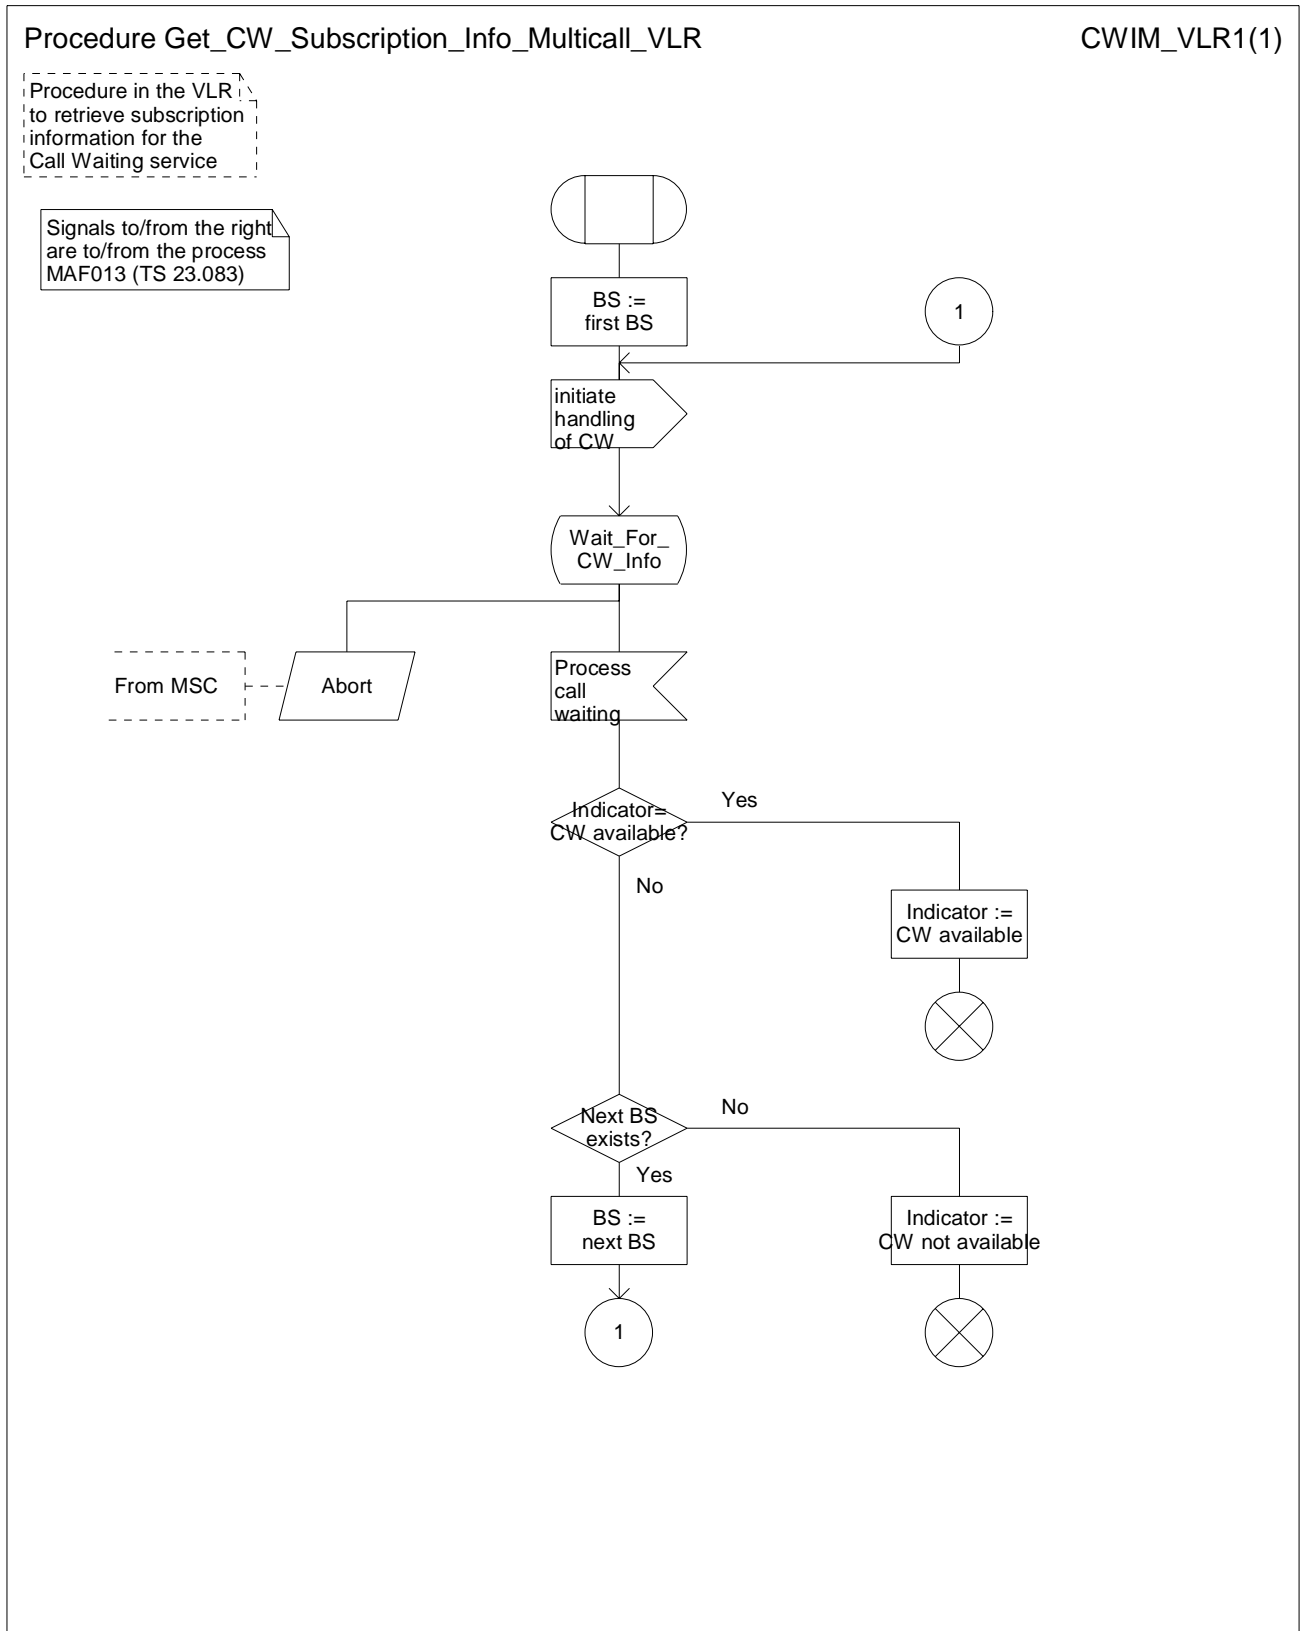 Procedure Get_CW_Subscription_Info_Multicall_VLR
CWIM_VLR1(1)
Procedure in the VLR
to retrieve subscription
information for the
Call Waiting service
Signals to/from the right
are to/from the process
MAF013 (TS 23.083)
BS :=
first BS
1
initiate
handling
of CW
Wait_For_
CW_Info
From MSC
Abort
Process
call
waiting
Indicator=
CW available?
Yes
No
Indicator :=
CW available
Next BS
exists?
No
Yes
BS :=
next BS
Indicator :=
CW not available
1